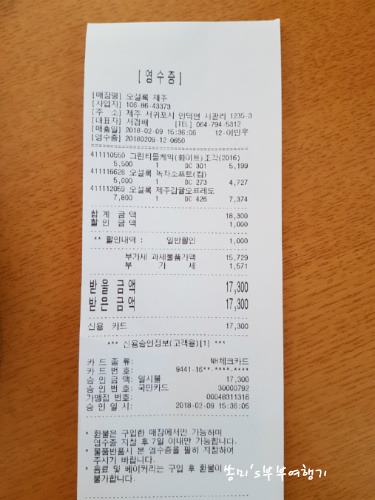 [ 영수증 ]
[매장명] 오설록 제주
[사업자] 106-86-43373
[주 소] 제주 서귀포시 안덕면 서광리 1235-3
[대표자] 서경배 [TEL] 064-794-5312
[매출일] 2018-02-09 15:36:06 12-이민우
[영수증] 20180209-12-0650
411110550 그린티롤케익(화이트)조각(2016)
5,500 1 DC 301 5,199
411116628 오설록 녹차소프트(컵)
5,000 1 DC 273 4,727
411112059 오설록 제주감귤오프레도
7,800 1 DC 426 7,374
합계 금액 18,300
할인 금액 1,000
** 할인내역 : 일반할인 1,000
부가세 과세물품가액 15,729
부 가 세 1,571
받을금액 17,300
받은금액 17,300
신용 카드 17,300
*** 신용승인정보(고객용)[1] ***
카드 종류: NH체크카드
카드 번호: 9441-16**-****-****
승인 금액: 일시불 17,300
승인 번호: 국민카드 30000792
가맹점 번호: 00048311316
승인 일시: 2018-02-09 15:36:05
* 환불은 구입한 매장에서만 가능하며
영수증 지참 후 7일 이내만 가능합니다.
* 물품반품시 본 영수증을 필히 지참하여
주시기 바랍니다.
* 음료 및 베이커리는 구입 후 환불이
불가합니다.
쏭미's부부여행기